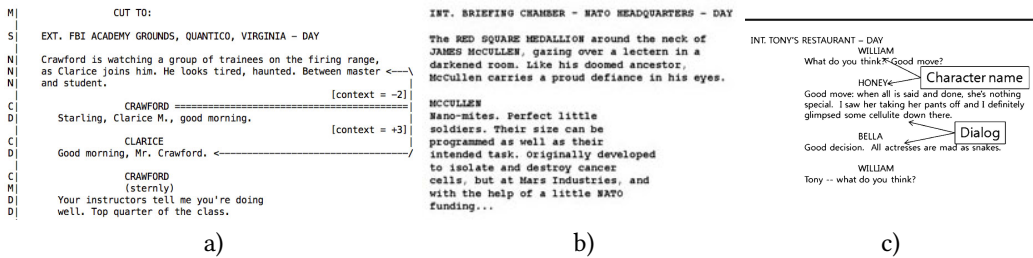 M| CUT TO:
|
S| EXT. FBI ACADEMY GROUNDS, QUANTICO, VIRGINIA - DAY
|
N| Crawford is watching a group of trainees on the firing range,
N| as Clarice joins him. He looks tired, haunted. Between master <---\
N| and student. |
| [context = -2]|
C| CRAWFORD =========================================|
D| Starling, Clarice M., good morning. |
| [context = +3]|
C| CLARICE |
D| Good morning, Mr. Crawford. <----------------------------------/
|
C| CRAWFORD
M| (sternly)
D| Your instructors tell me you're doing
D| well. Top quarter of the class.
|
a)
INT. BRIEFING CHAMBER - NATO HEADQUARTERS - DAY
The RED SQUARE MEDALLION around the neck of
JAMES McCULLEN, gazing over a lectern in a
darkened room. Like his doomed ancestor,
McCullen carries a proud defiance in his eyes.
MCCULLEN
Nano-mites. Perfect little
soldiers. Their size can be
programmed as well as their
intended task. Originally developed
to isolate and destroy cancer
cells, but at Mars Industries, and
with the help of a little NATO
funding...
b)
INT. TONY'S RESTAURANT - DAY
WILLIAM
What do you think? Good move?
HONEY
Character name
Good move: when all is said and done, she's nothing
special. I saw her taking her pants off and I definitely
glimpsed some cellulite down there.
Dialog
BELLA
Good decision. All actresses are mad as snakes.
WILLIAM
Tony -- what do you think?
c)